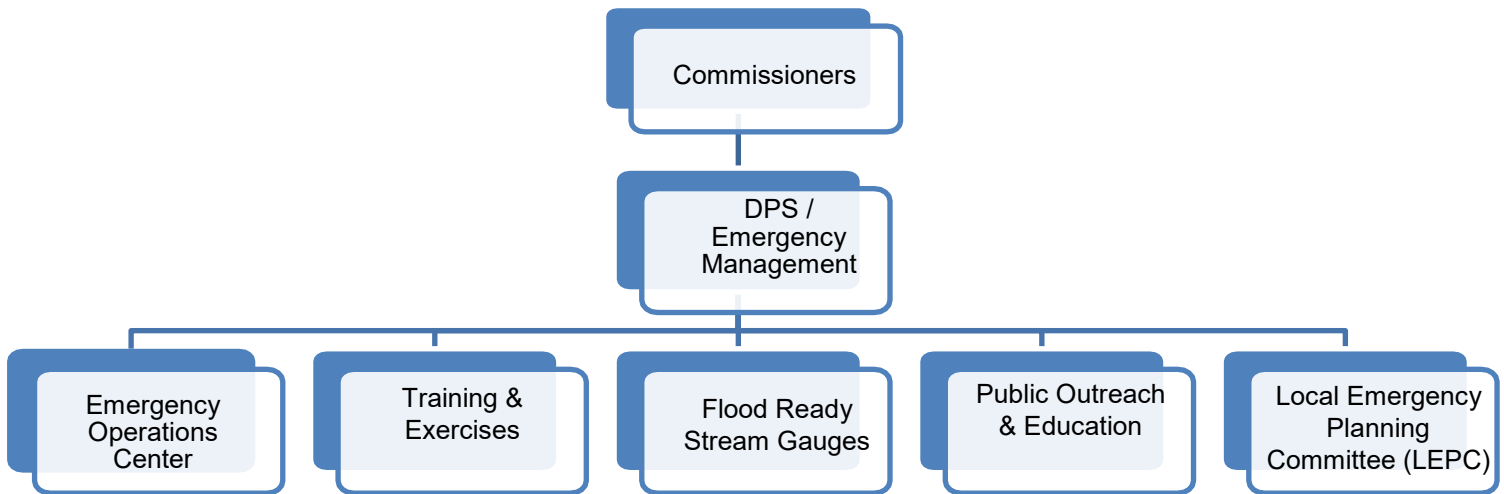 Commissioners
DPS /
Emergency
Management
Emergency
Operations
Center
Training &
Exercises
Flood Ready
Stream Gauges
Public Outreach
& Education
Local Emergency
Planning
Committee (LEPC)